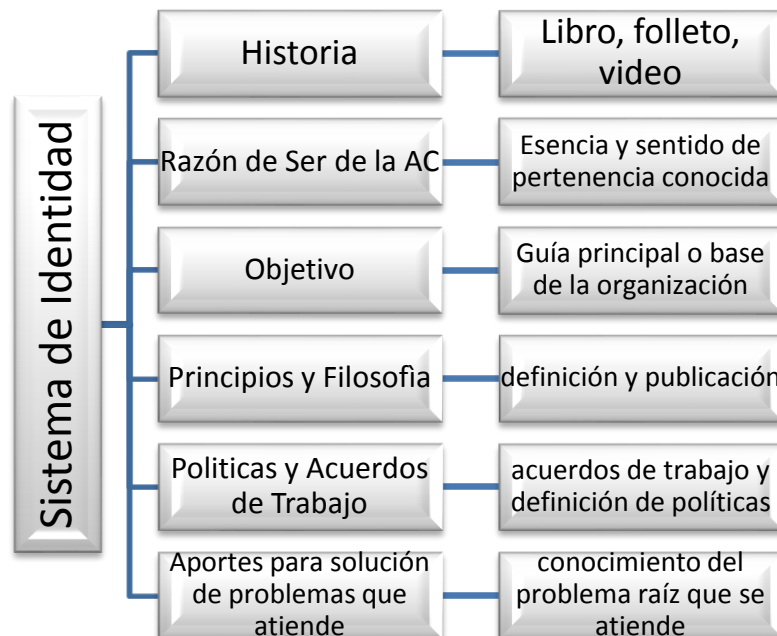 Sistema de Identidad
Historia
Libro, folleto,
video
Razón de Ser de la AC
Esencia y sentido de
pertenencia conocida
Objetivo
Guía principal o base
de la organización
Principios y Filosofìa
definición y publicación
Politicas y Acuerdos
de Trabajo
acuerdos de trabajo y
definición de políticas
Aportes para solución
de problemas que
atiende
conocimiento del
problema raíz que se
atiende